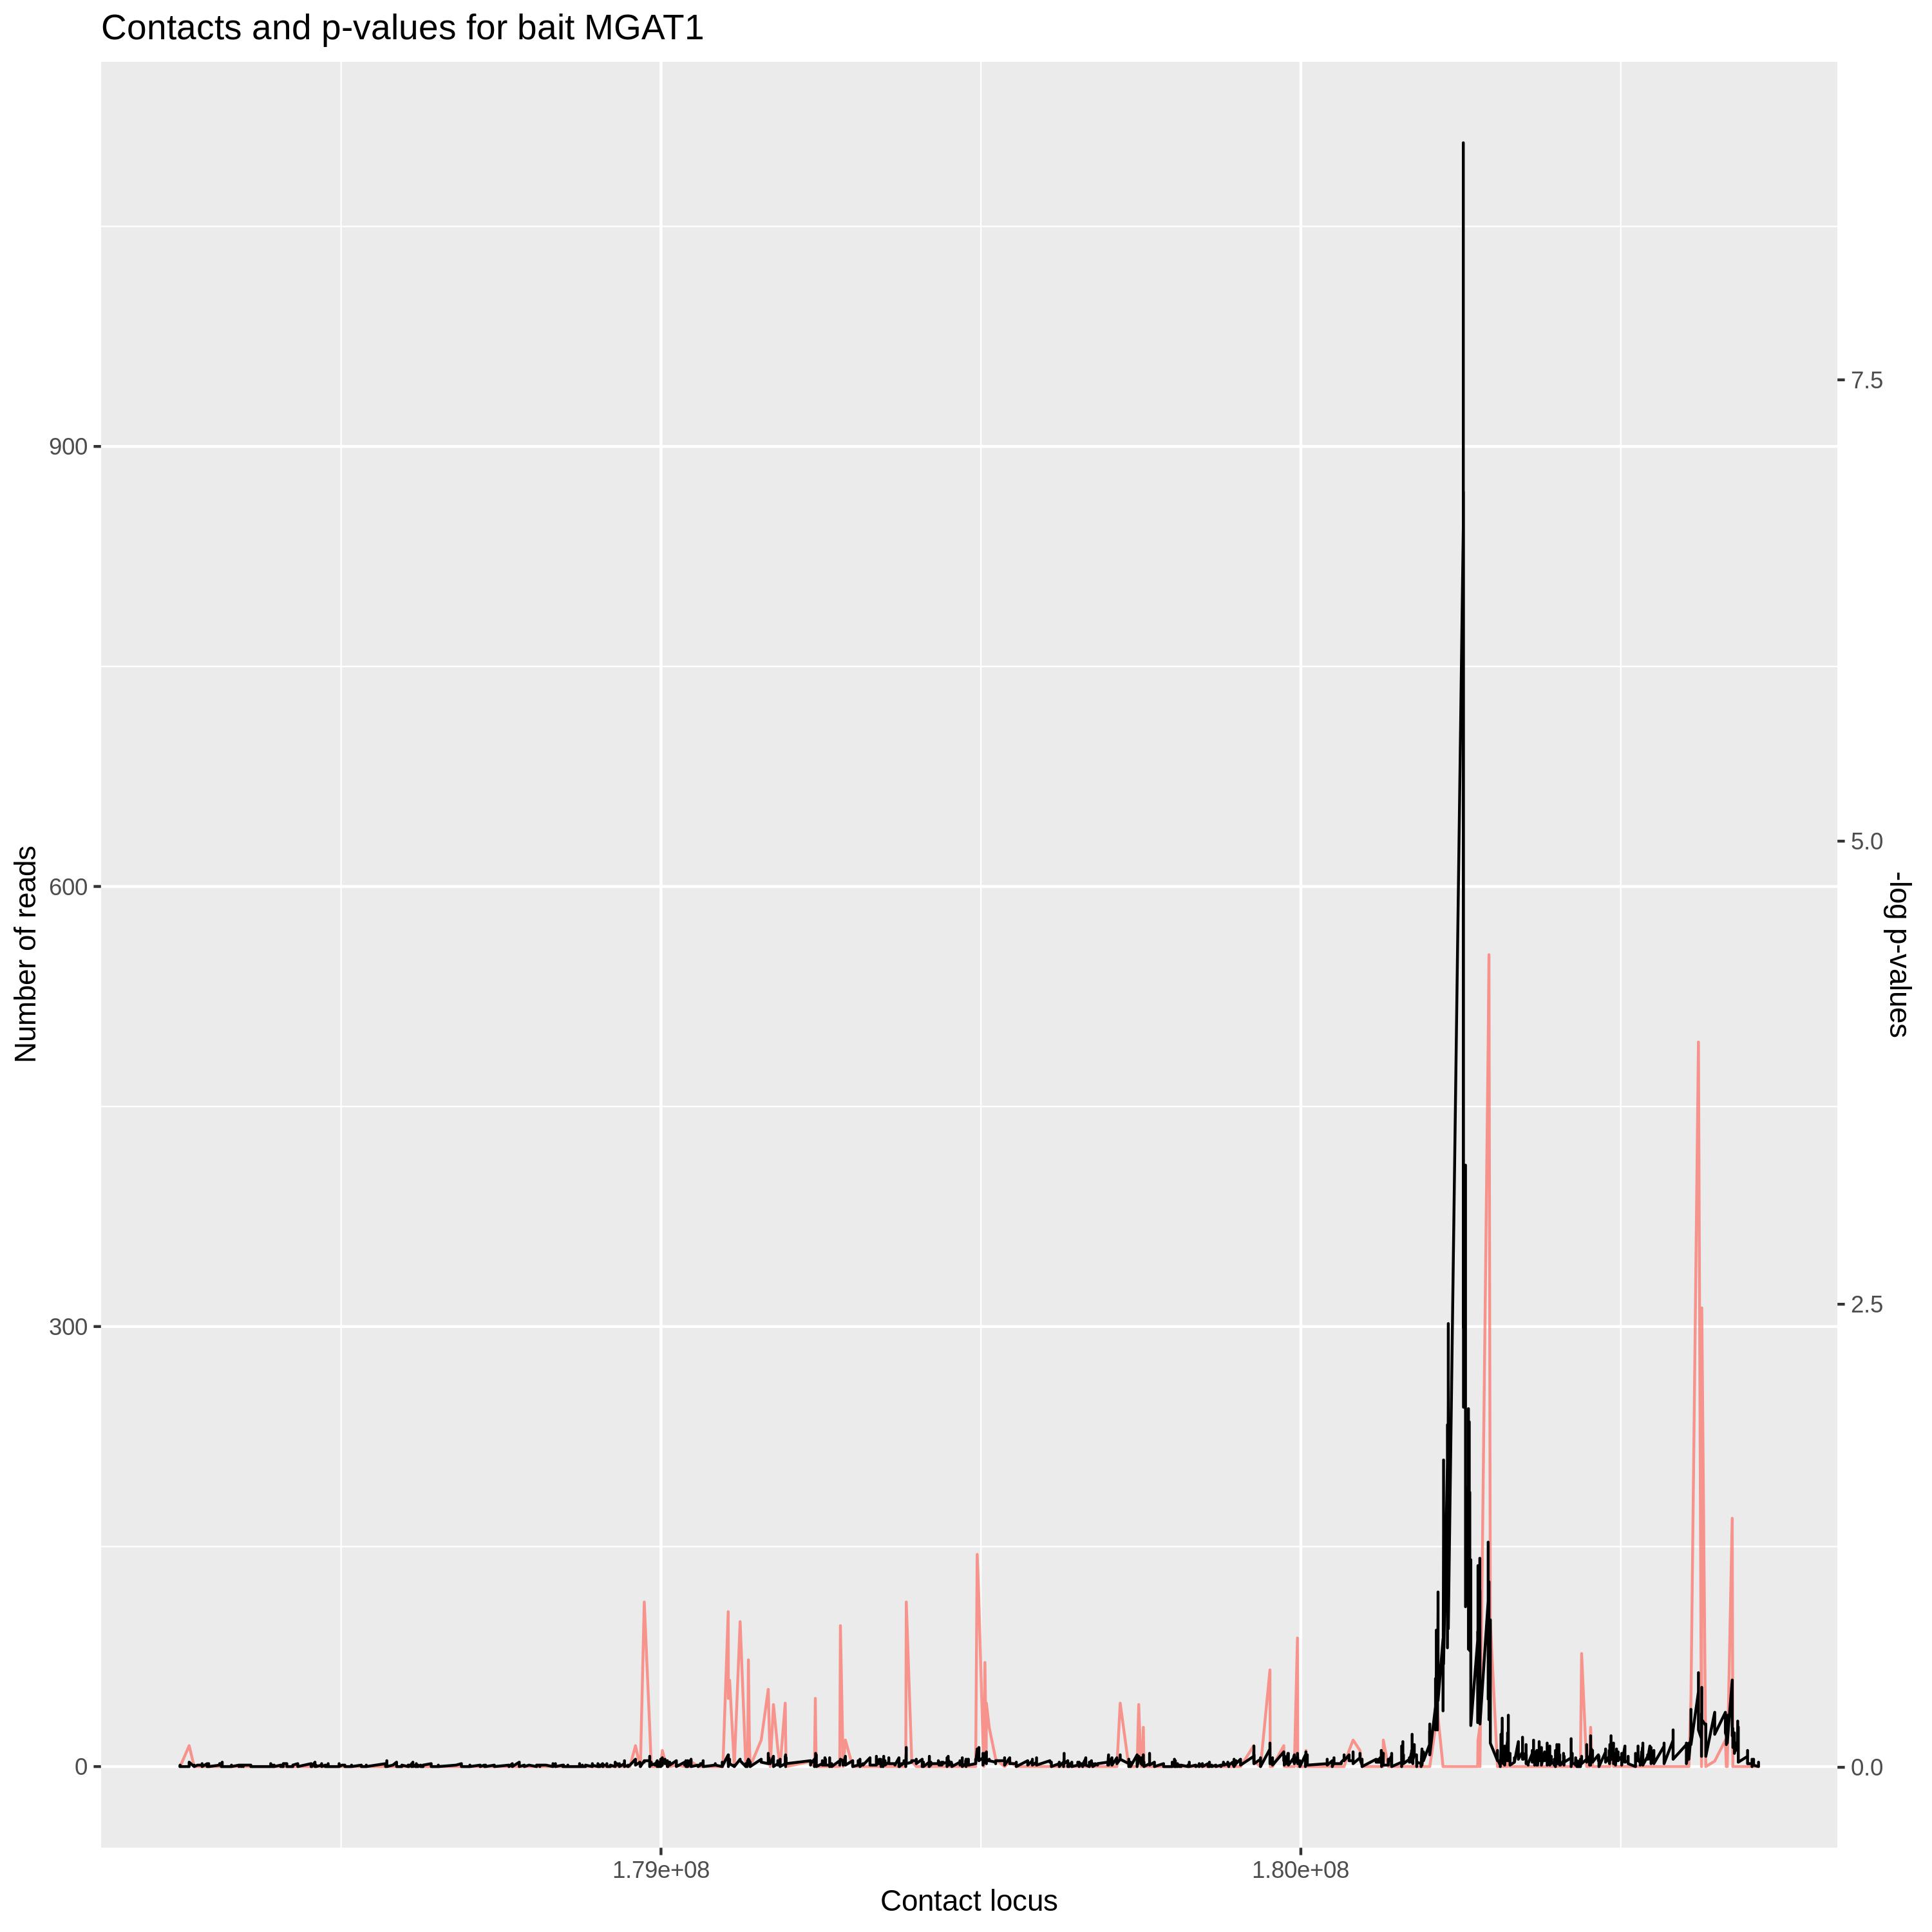 Contacts and p-values for bait MGAT1
Number of reads
900
600
300
0
7.5
5.0
2.5
0.0
-log p-values
1.79e+08
1.80e+08
Contact locus